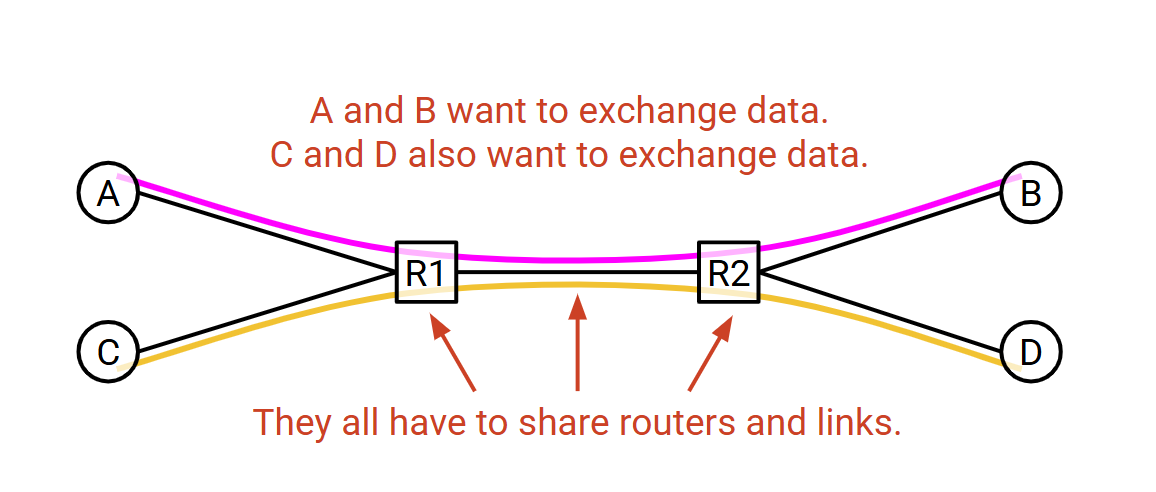 A and B want to exchange data.
C and D also want to exchange data.
A
B
R1
R2
C
D
They all have to share routers and links.